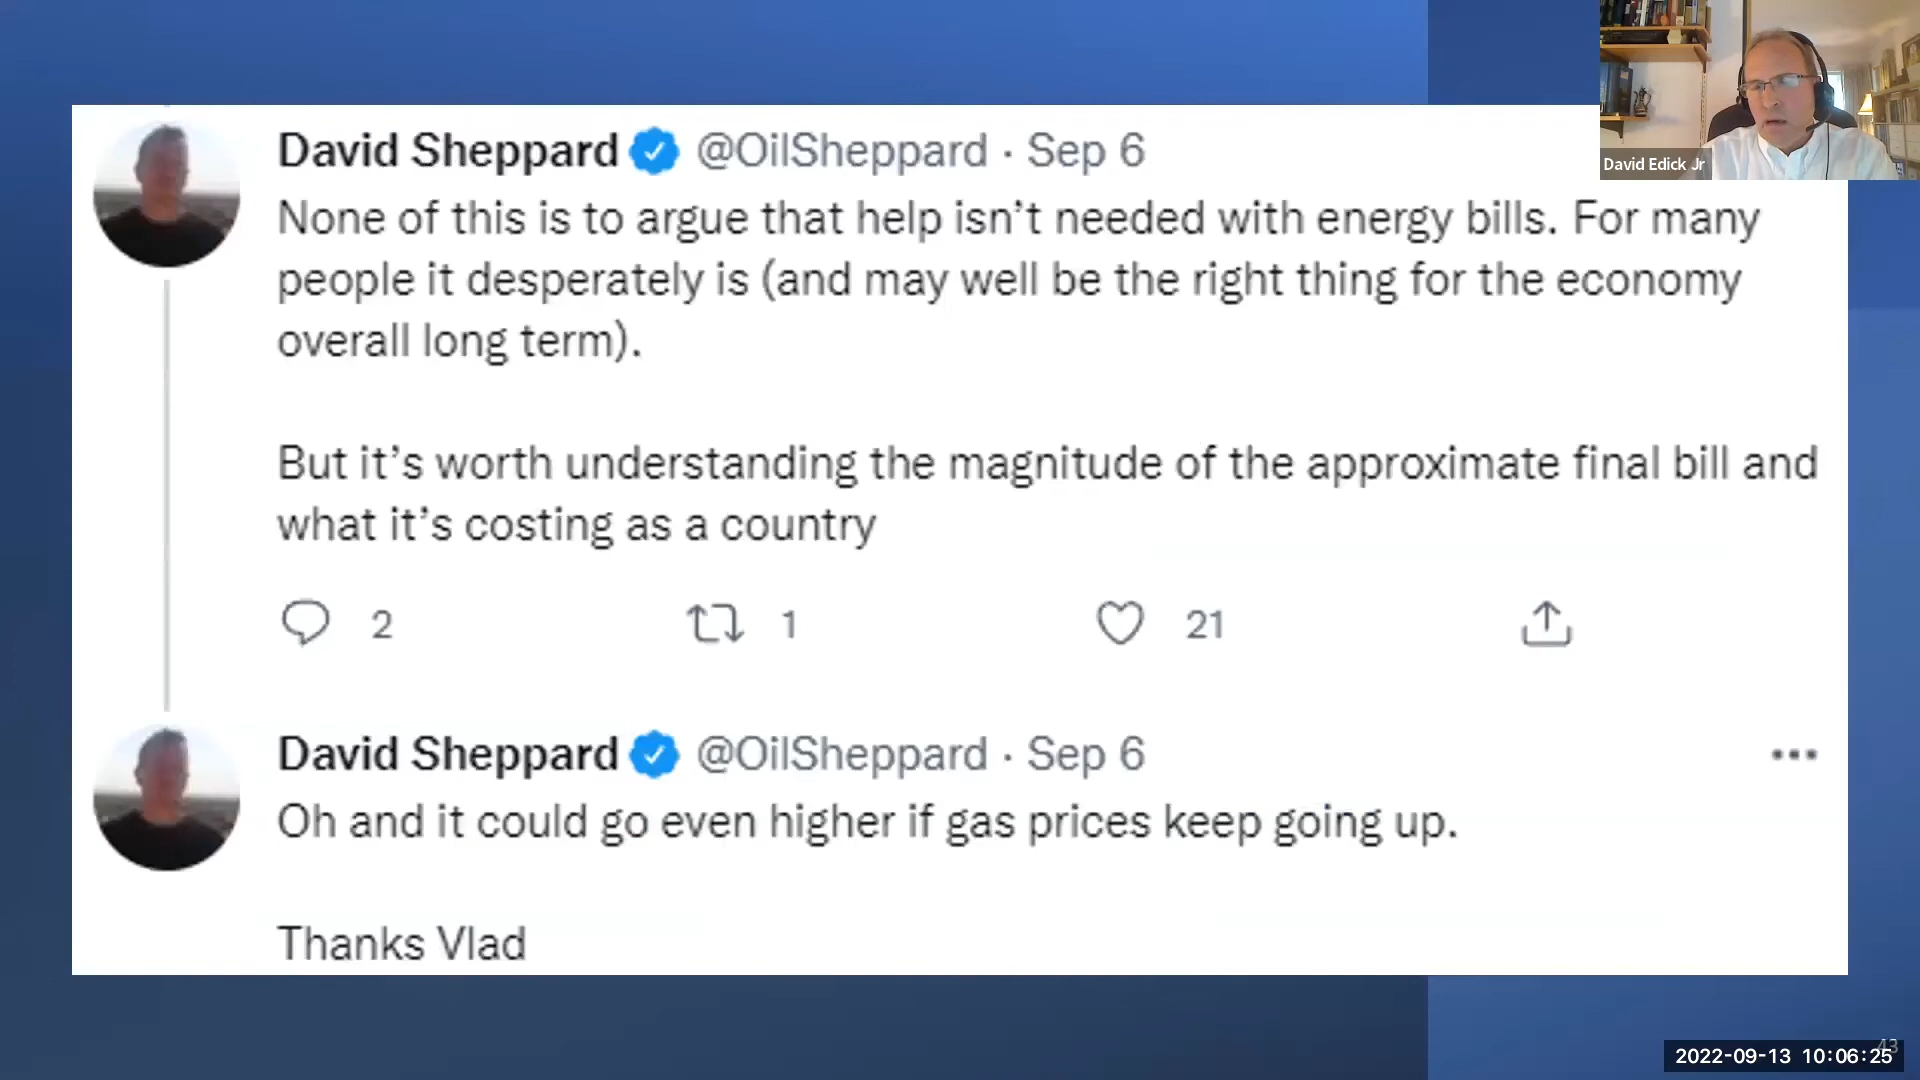 David Sheppard @OilSheppard · Sep 6
None of this is to argue that help isn't needed with energy bills. For many
people it desperately is (and may well be the right thing for the economy
overall long term).
But it's worth understanding the magnitude of the approximate final bill and
what it's costing as a country
2 1 21
David Sheppard @OilSheppard · Sep 6
Oh and it could go even higher if gas prices keep going up.
Thanks Vlad
David Edick Jr
43
2022-09-13 10:06:25